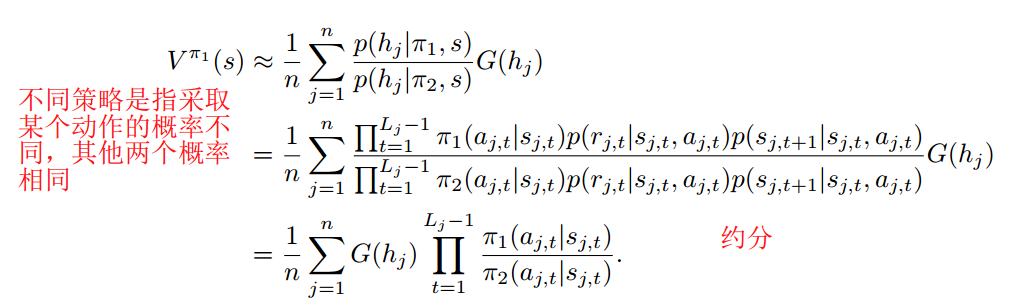 V^{π_1}(s) ≈ \frac{1}{n} \sum_{j=1}^{n} \frac{p(h_j|π_1, s)}{p(h_j|π_2, s)} G(h_j)
不同策略是指采取
某个动作的概率不
同，其他两个概率
相同
= \frac{1}{n} \sum_{j=1}^{n} \frac{\prod_{t=1}^{L_j-1} π_1(a_{j,t}|s_{j,t})p(r_{j,t}|s_{j,t}, a_{j,t})p(s_{j,t+1}|s_{j,t}, a_{j,t})}{\prod_{t=1}^{L_j-1} π_2(a_{j,t}|s_{j,t})p(r_{j,t}|s_{j,t}, a_{j,t})p(s_{j,t+1}|s_{j,t}, a_{j,t})} G(h_j)
= \frac{1}{n} \sum_{j=1}^{n} G(h_j) \prod_{t=1}^{L_j-1} \frac{π_1(a_{j,t}|s_{j,t})}{π_2(a_{j,t}|s_{j,t})}.
约分